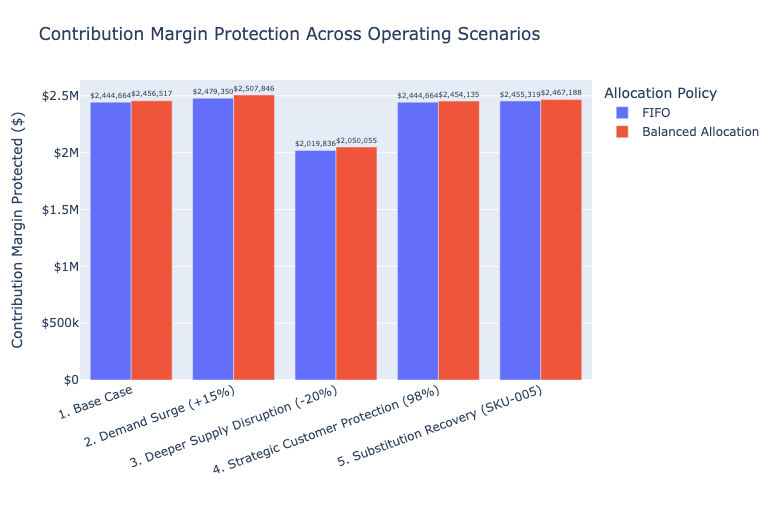 Contribution Margin Protection Across Operating Scenarios
Contribution Margin Protected ($)
$2.5M
$2M
$1.5M
$1M
$500k
$0
$2,444,664
$2,456,517
$2,479,350
$2,507,846
$2,019,836
$2,050,055
$2,444,664
$2,454,135
$2,455,319
$2,467,188
1. Base Case
2. Demand Surge (+15%)
3. Deeper Supply Disruption (-20%)
4. Strategic Customer Protection (98%)
5. Substitution Recovery (SKU-005)
Allocation Policy
FIFO
Balanced Allocation